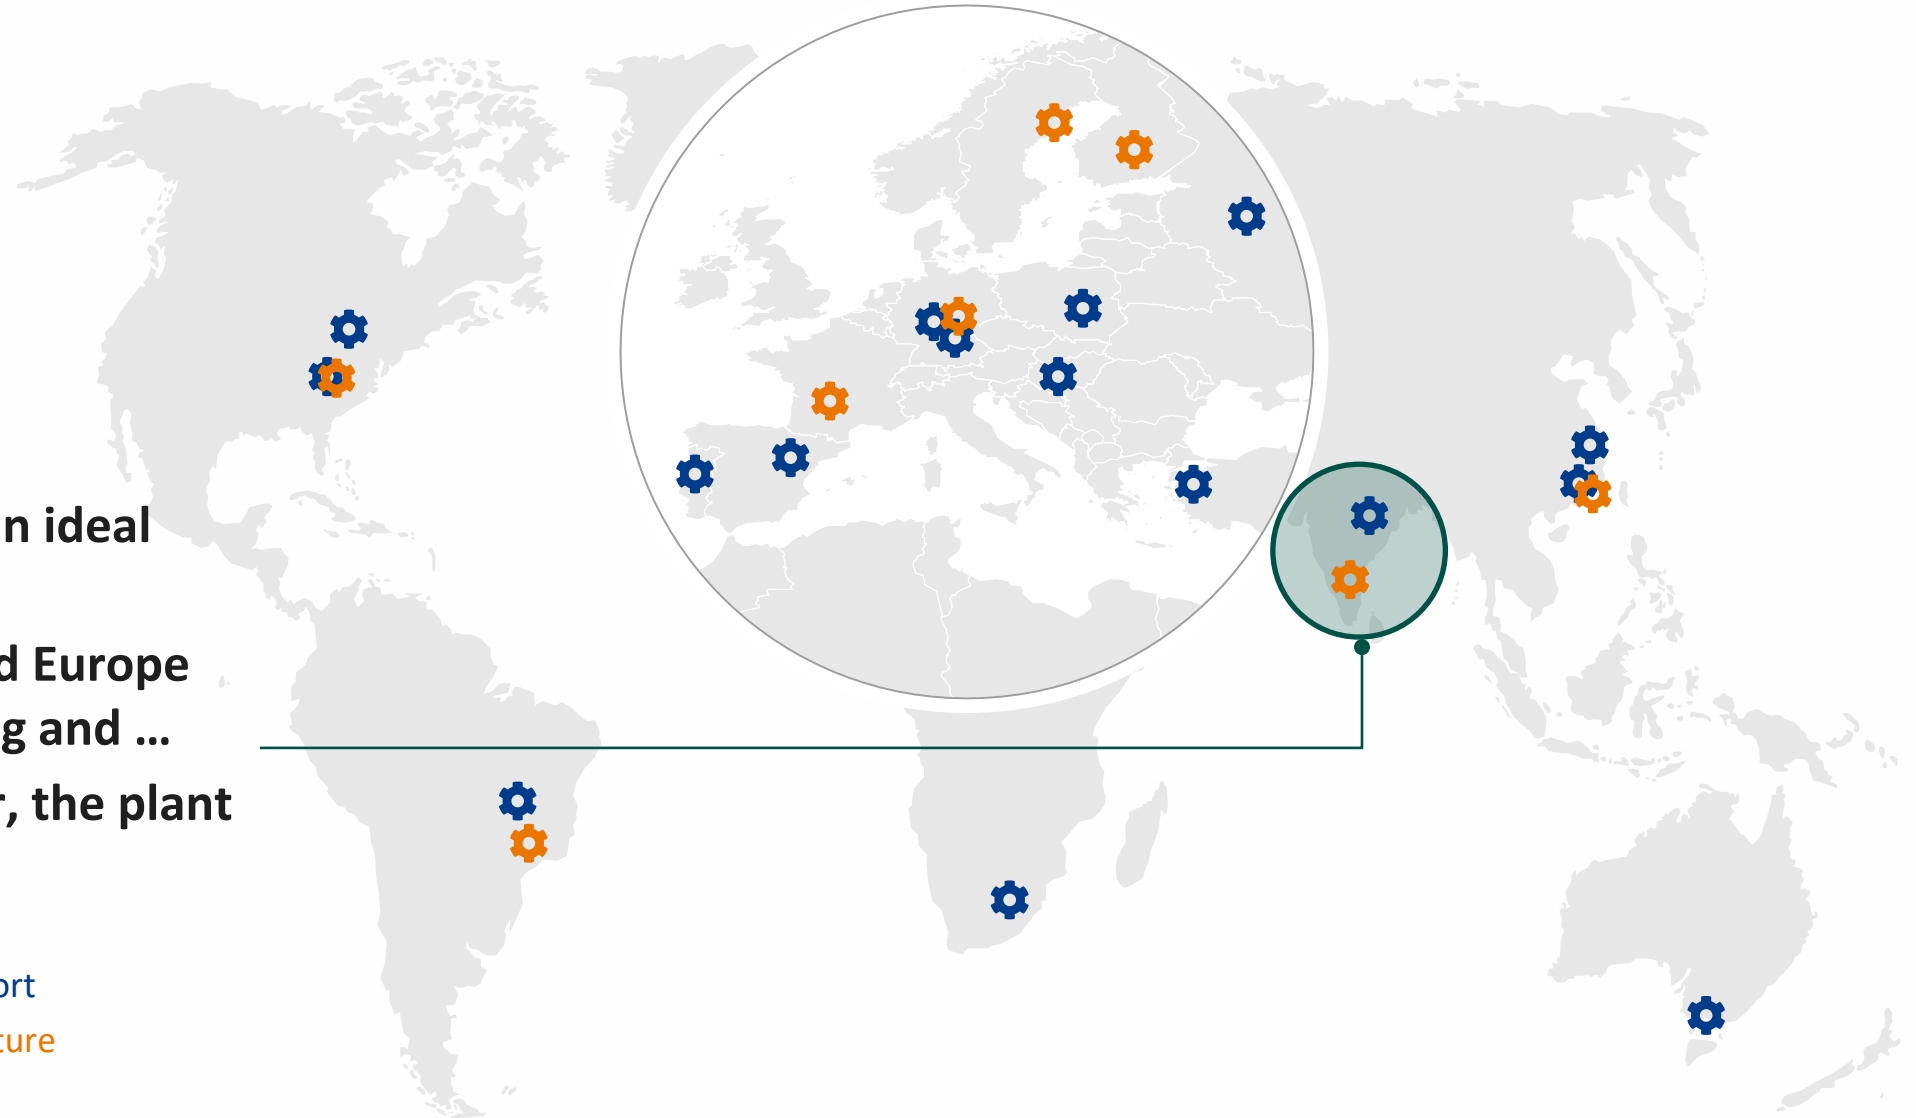 n ideal
d Europe
g and ...
r, the plant
ort
ture